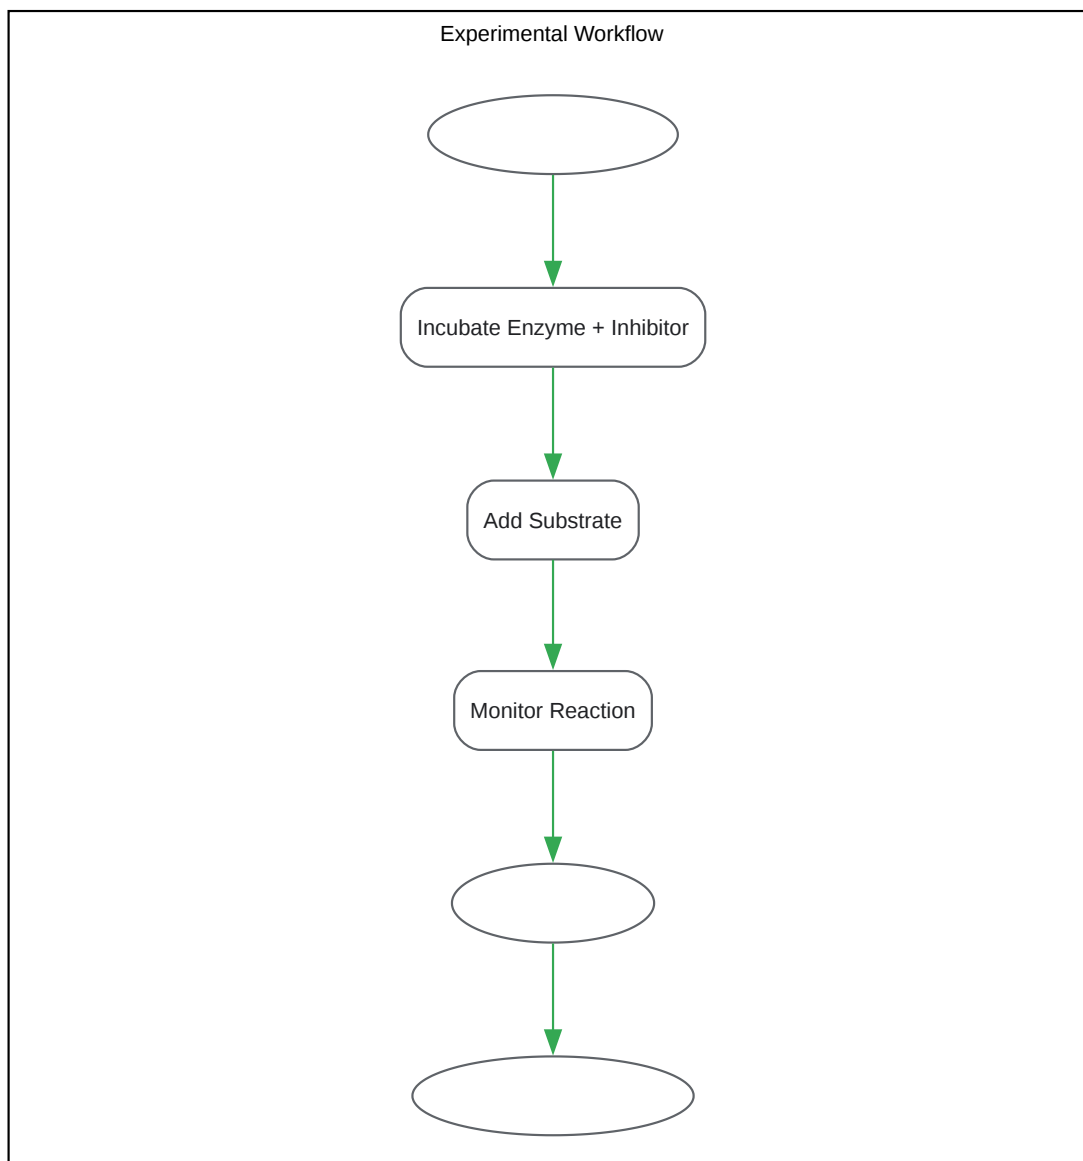 Experimental Workflow
Incubate Enzyme + Inhibitor
Add Substrate
Monitor Reaction